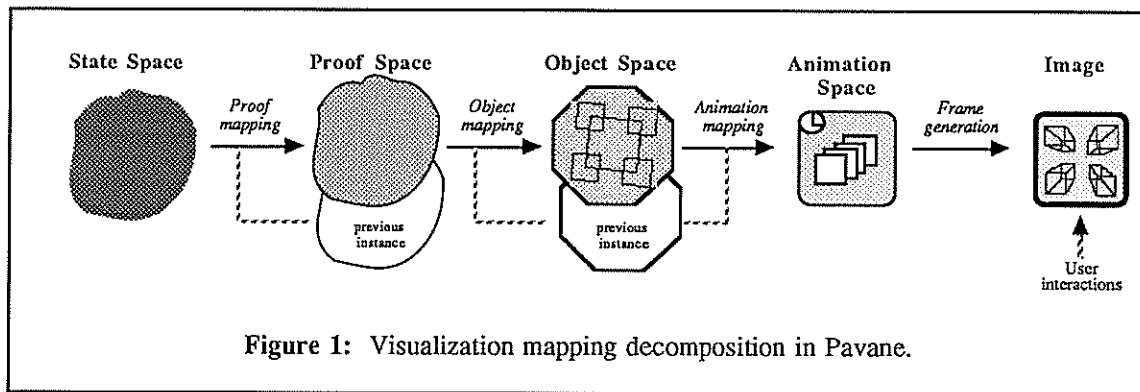 State Space
Proof Space
Object Space
Animation
Space
Image
Proof
mapping
Object
mapping
Animation
mapping
Frame
generation
previous
instance
previous
instance
User
interactions
Figure 1: Visualization mapping decomposition in Pavane.